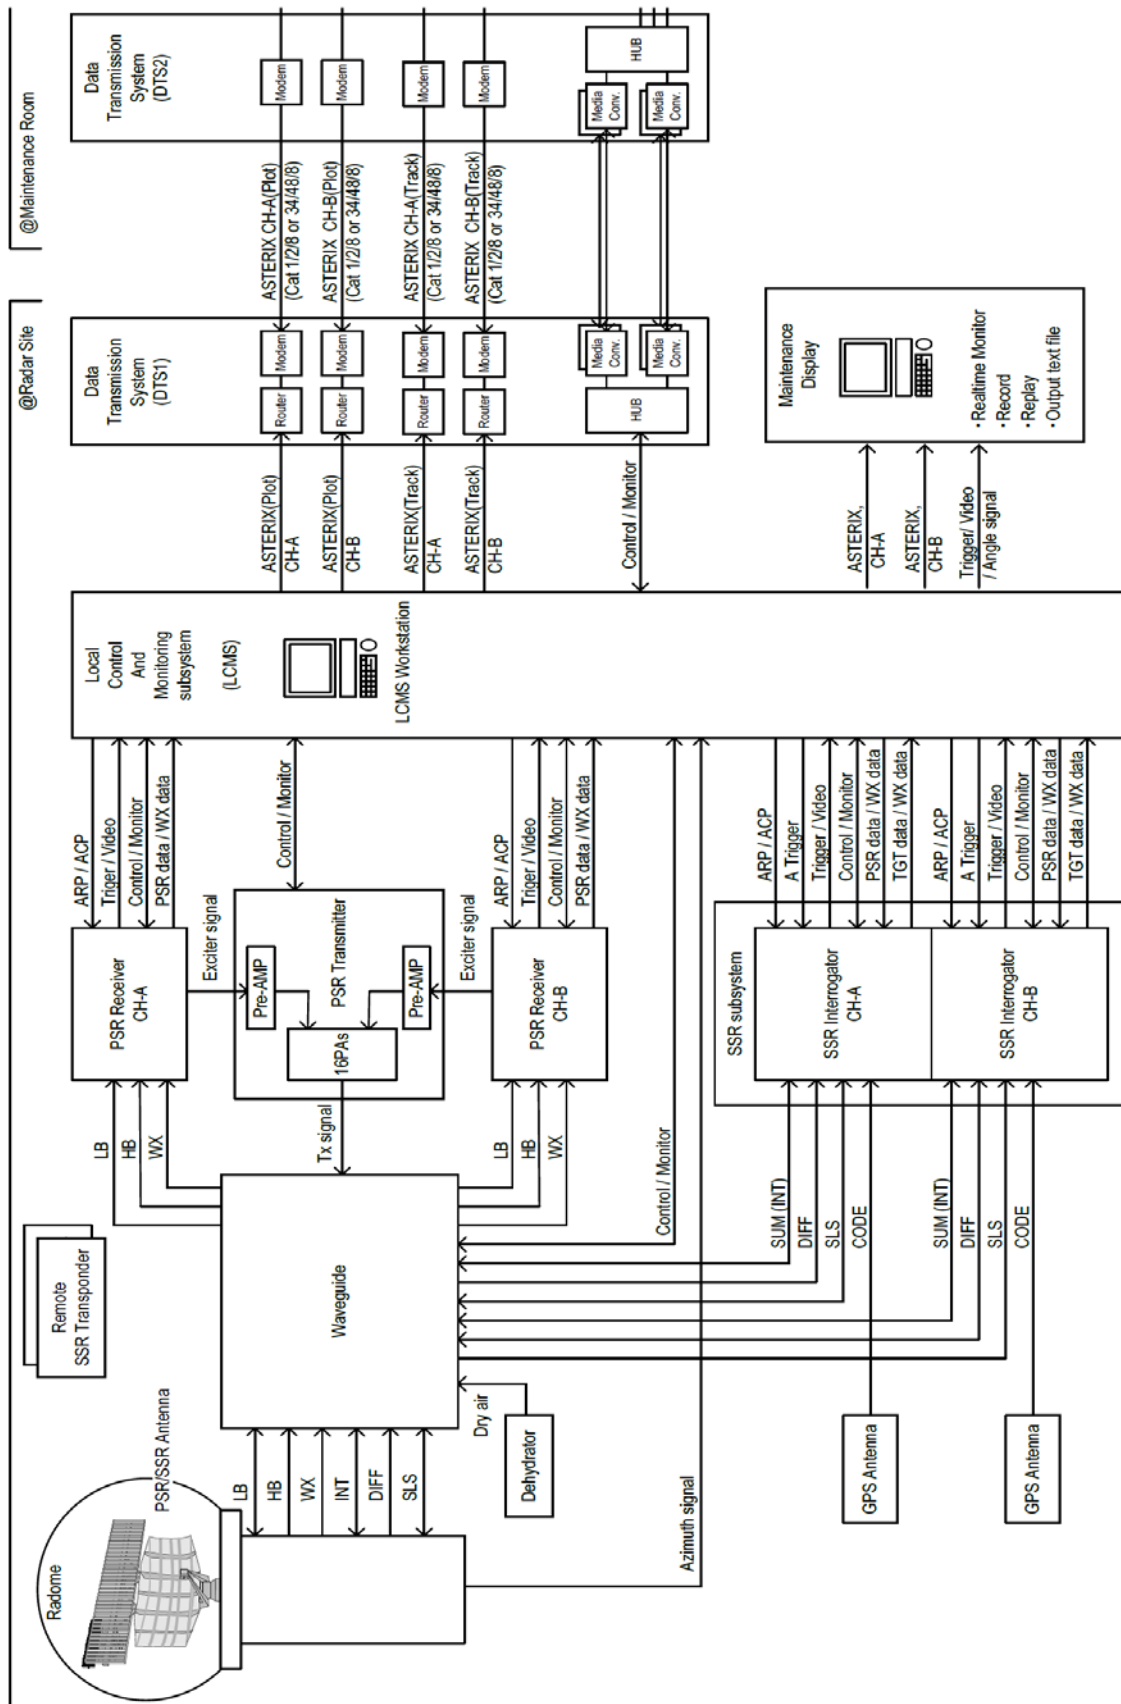 @Radar Site
@Maintenance Room
Radome
PSR/SSR Antenna
Remote
SSR Transponder
LB
HB
WX
INT
DIFF
SLS
Dry air
Dehydrator
Azimuth signal
GPS Antenna
GPS Antenna
Waveguide
LB
HB
WX
Tx signal
LB
HB
WX
Control / Monitor
SUM (INT)
DIFF
SLS
CODE
SUM (INT)
DIFF
SLS
CODE
PSR Receiver
CH-A
Exciter signal
Pre-AMP
PSR Transmitter
16PAs
Pre-AMP
Exciter signal
PSR Receiver
CH-B
SSR subsystem
SSR Interrogator
CH-A
SSR Interrogator
CH-B
ARP / ACP
Triger / Video
Control / Monitor
PSR data / WX data
Control / Monitor
ARP / ACP
Triger / Video
Control / Monitor
PSR data / WX data
ARP / ACP
A Trigger
Trigger / Video
Control / Monitor
PSR data / WX data
TGT data / WX data
ARP / ACP
A Trigger
Trigger / Video
Control / Monitor
PSR data / WX data
TGT data / WX data
Local
Control
And
Monitoring
subsystem
(LCMS)
LCMS Workstation
ASTERIX(Plot)
CH-A
ASTERIX(Plot)
CH-B
ASTERIX(Track)
CH-A
ASTERIX(Track)
CH-B
Control / Monitor
ASTERIX,
CH-A
ASTERIX,
CH-B
Trigger/ Video
/ Angle signal
Data
Transmission
System
(DTS1)
Router
Modem
Router
Modem
Router
Modem
Router
Modem
HUB
Media
Conv.
Media
Conv.
Maintenance
Display
・Realtime Monitor
・Record
・Replay
・Output text file
ASTERIX CH-A(Plot)
(Cat 1/2/8 or 34/48/8)
ASTERIX CH-B(Plot)
(Cat 1/2/8 or 34/48/8)
ASTERIX CH-A(Track)
(Cat 1/2/8 or 34/48/8)
ASTERIX CH-B(Track)
(Cat 1/2/8 or 34/48/8)
Data
Transmission
System
(DTS2)
Modem
Modem
Modem
Modem
Media
Conv.
Media
Conv.
HUB